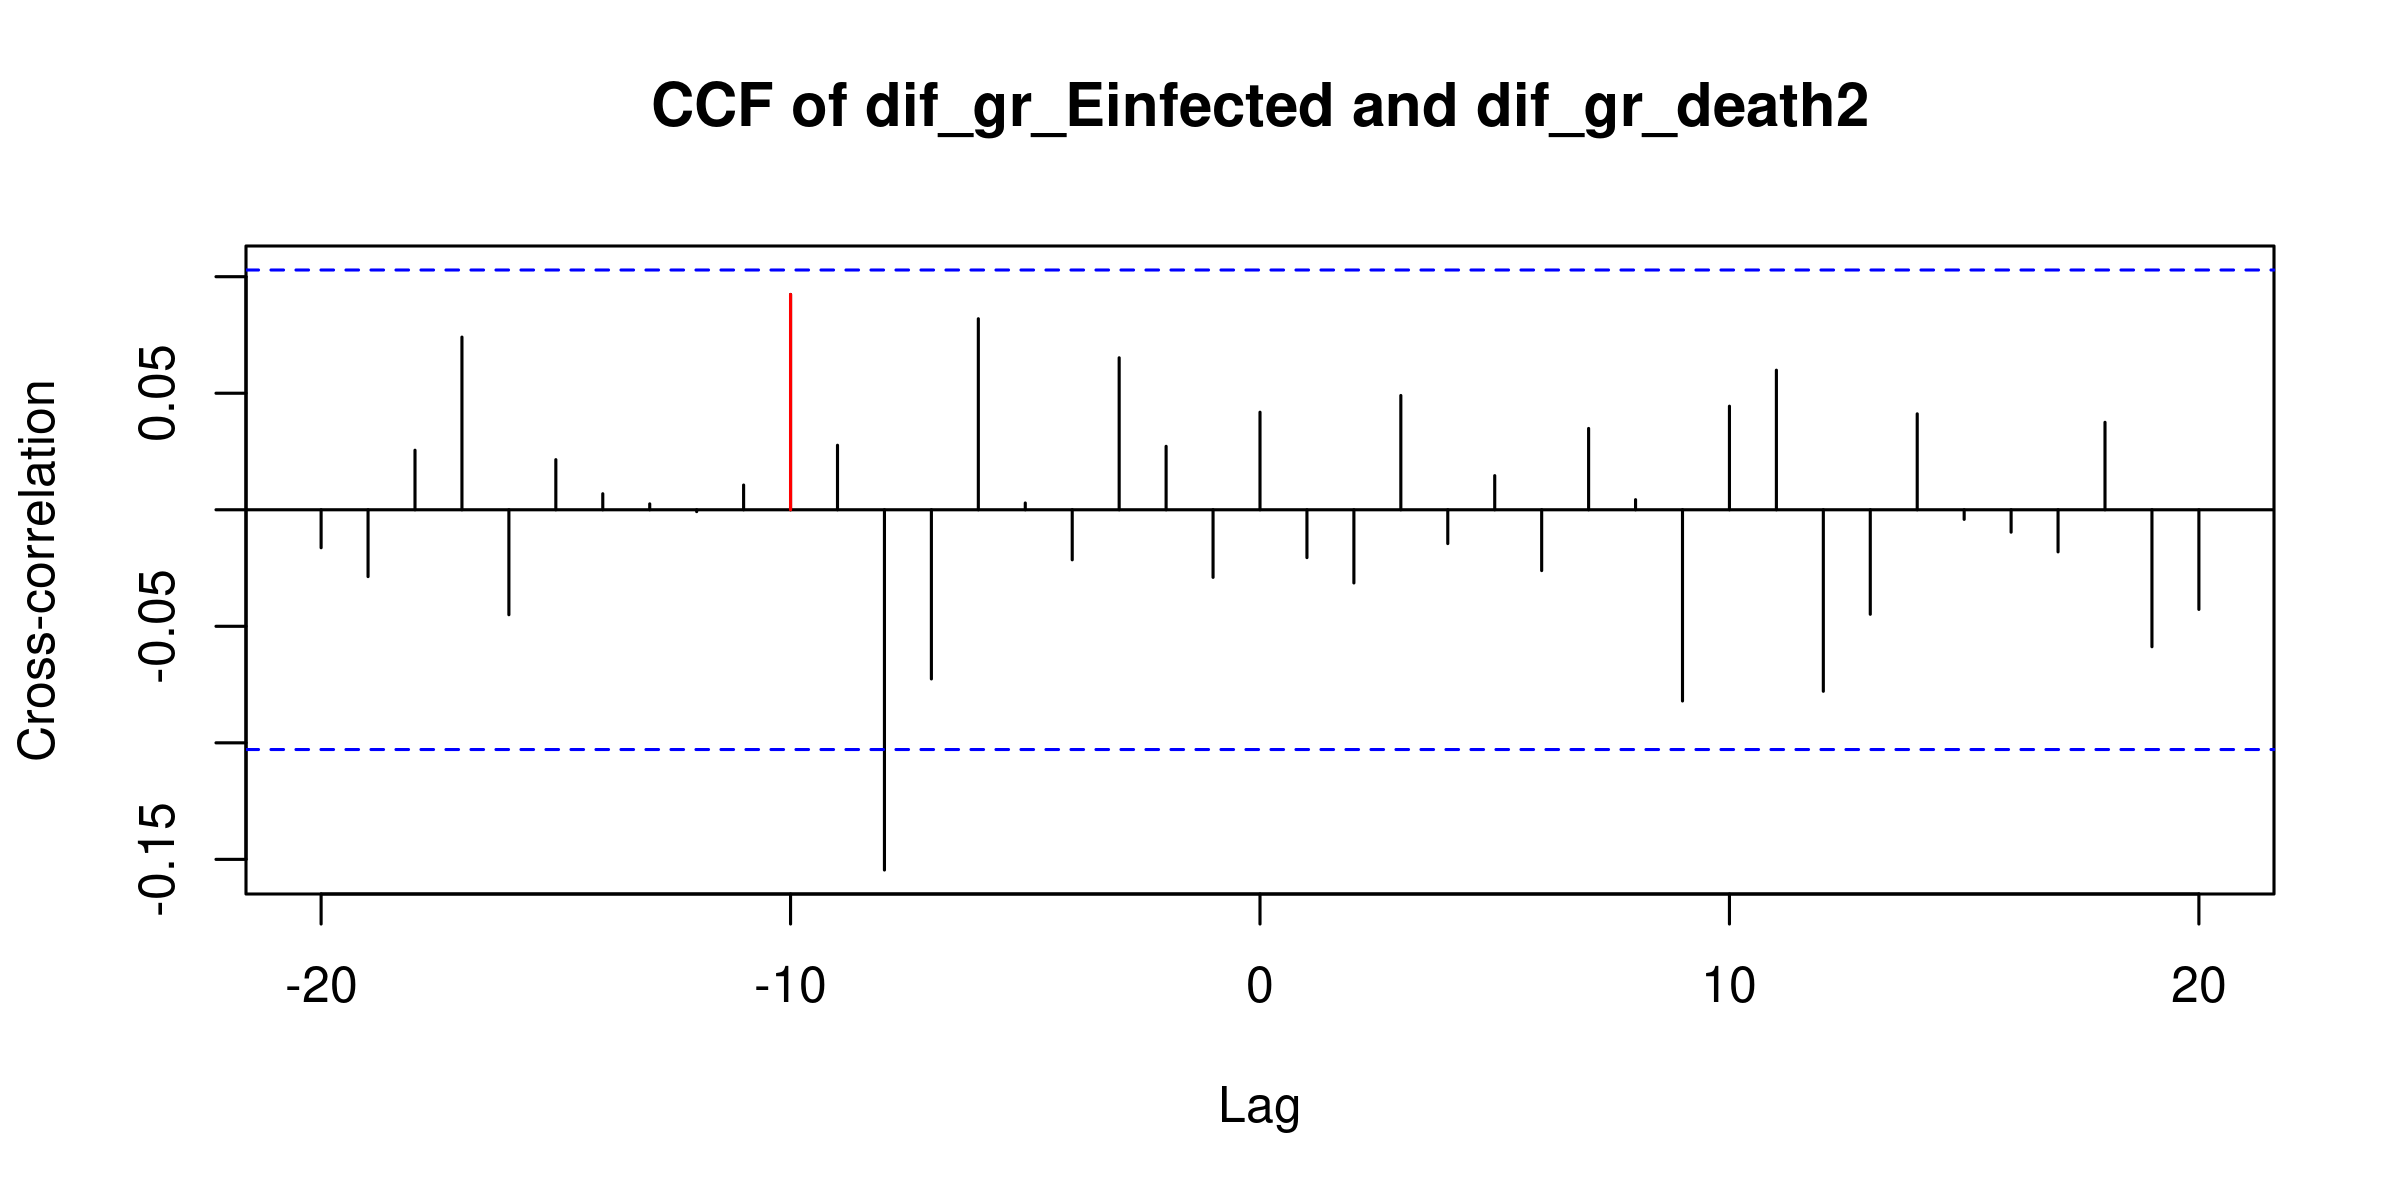 CCF of dif_gr_Einfected and dif_gr_death2
Cross-correlation
0.05
-0.05
-0.15
-20 -10 0 10 20
Lag